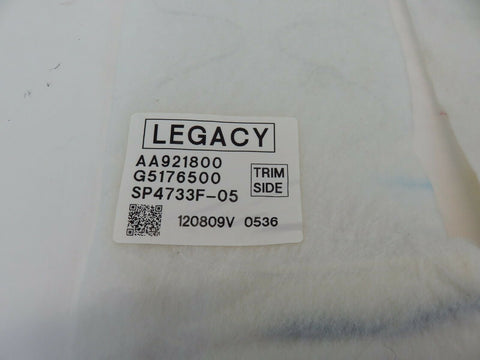 LEGACY
AA921800
G5176500
TRIM
SIDE
SP4733F-05
120809V 0536